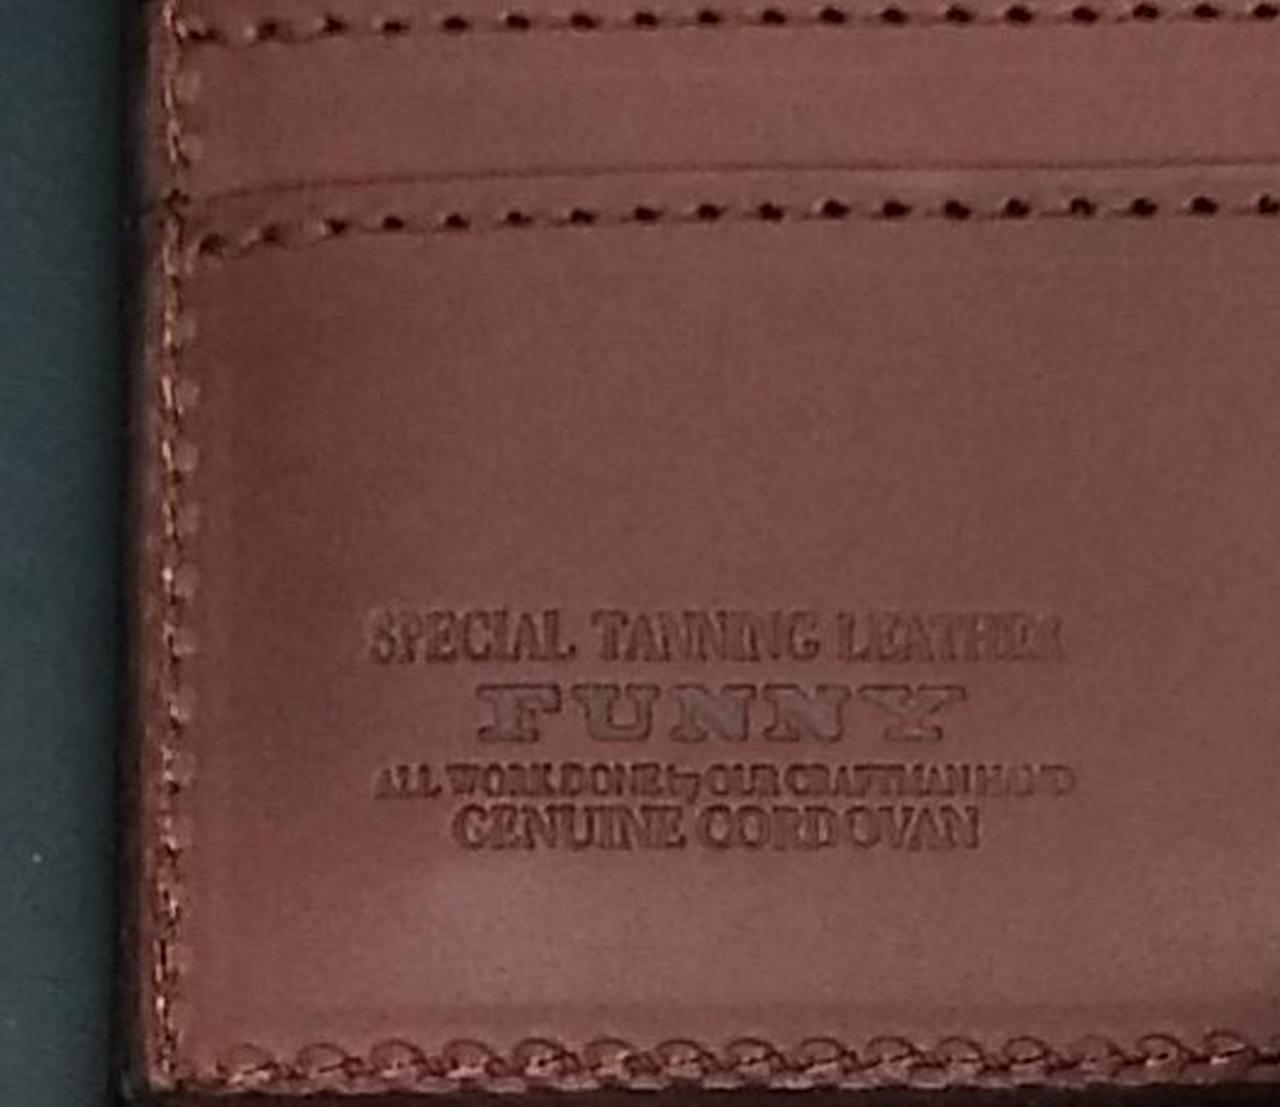 SPECIAL TANNING LEATHER
FUNNY
ALL WORK DONE by OUR CRAFTMAN HAND
GENUINE CORDOVAN